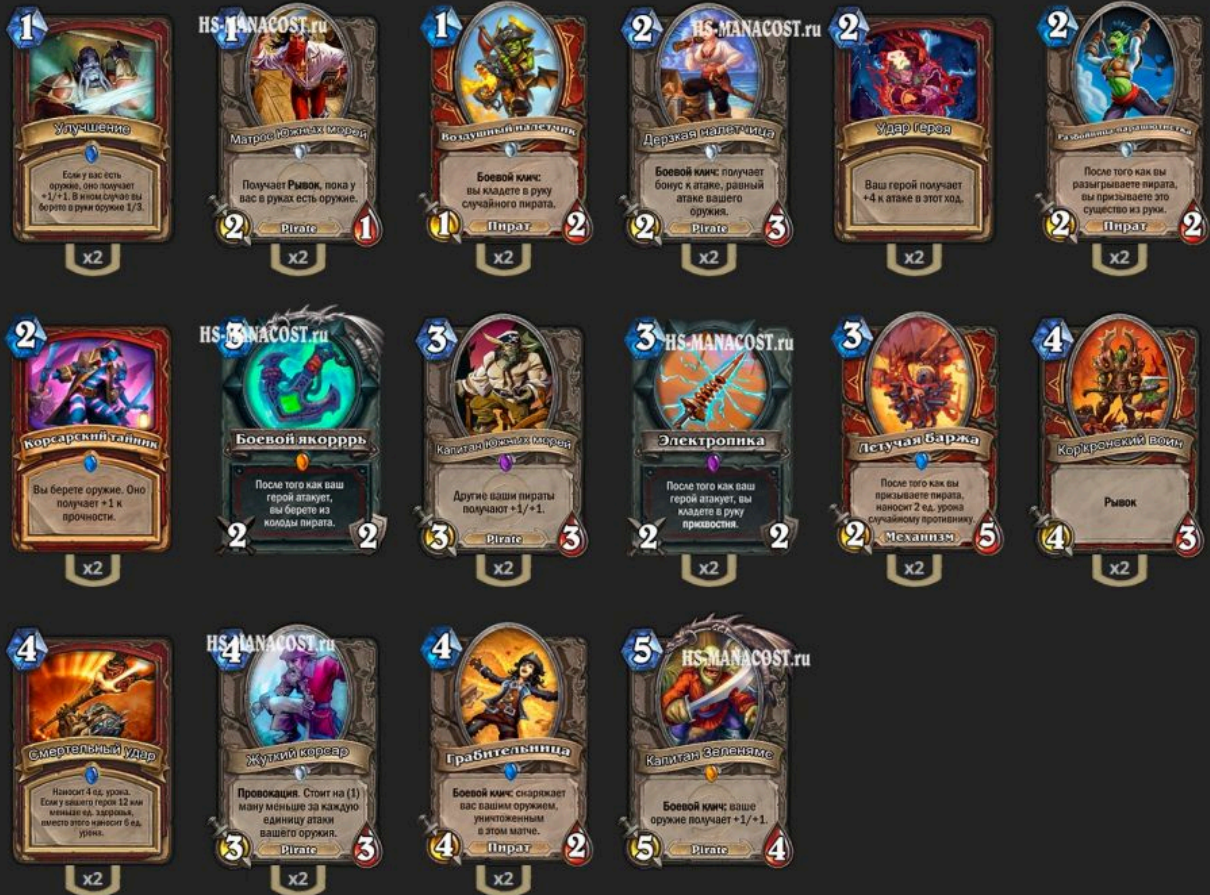 1
Улучшение
Если у вас есть
оружие, оно получает
+1/+1. В ином случае вы
берете в руки оружие 1/3.
x2
HS-MANACOST.ru
1
Матрос Южных морей
Получает Рывок, пока у
вас в руках есть оружие.
2
Pirate
1
x2
1
Воздушный налетчик
Боевой клич:
вы кладете в руку
случайного пирата.
1
Пират
2
x2
2
HS-MANACOST.ru
Дерзкая налетчица
Боевой клич: получает
бонус к атаке, равный
атаке вашего
оружия.
2
Pirate
3
x2
2
Удар героя
Ваш герой получает
+4 к атаке в этот ход.
x2
2
Разбойница-парашютистка
После того как вы
разыгрываете пирата,
вы призываете это
существо из руки.
2
Пират
2
x2
2
Корсарский тайник
Вы берете оружие. Оно
получает +1 к
прочности.
x2
HS-MANACOST.ru
3
Боевой якорррь
После того как ваш
герой атакует,
вы берете из
колоды пирата.
2
2
3
Капитан Южных морей
Другие ваши пираты
получают +1/+1.
3
Pirate
3
x2
3
HS-MANACOST.ru
Электропика
После того как ваш
герой атакует, вы
кладете в руку
прихвостня.
2
2
x2
3
Летучая баржа
После того как вы
призываете пирата,
наносит 2 ед. урона
случайному противнику.
2
Механизм
5
x2
4
Кор'кронский воин
Рывок
4
3
x2
4
Смертельный удар
Наносит 4 ед. урона.
Если у вашего героя 12 или
меньше ед. здоровья,
вместо этого наносит 6 ед.
урона.
x2
HS-MANACOST.ru
4
Жуткий корсар
Провокация. Стоит на (1)
ману меньше за каждую
единицу атаки
вашего оружия.
3
Pirate
3
x2
4
Грабительница
Боевой клич: снаряжает
вас вашим оружием,
уничтоженным
в этом матче.
4
Пират
2
x2
5
HS-MANACOST.ru
Капитан Зеленямс
Боевой клич: ваше
оружие получает +1/+1.
5
Pirate
4